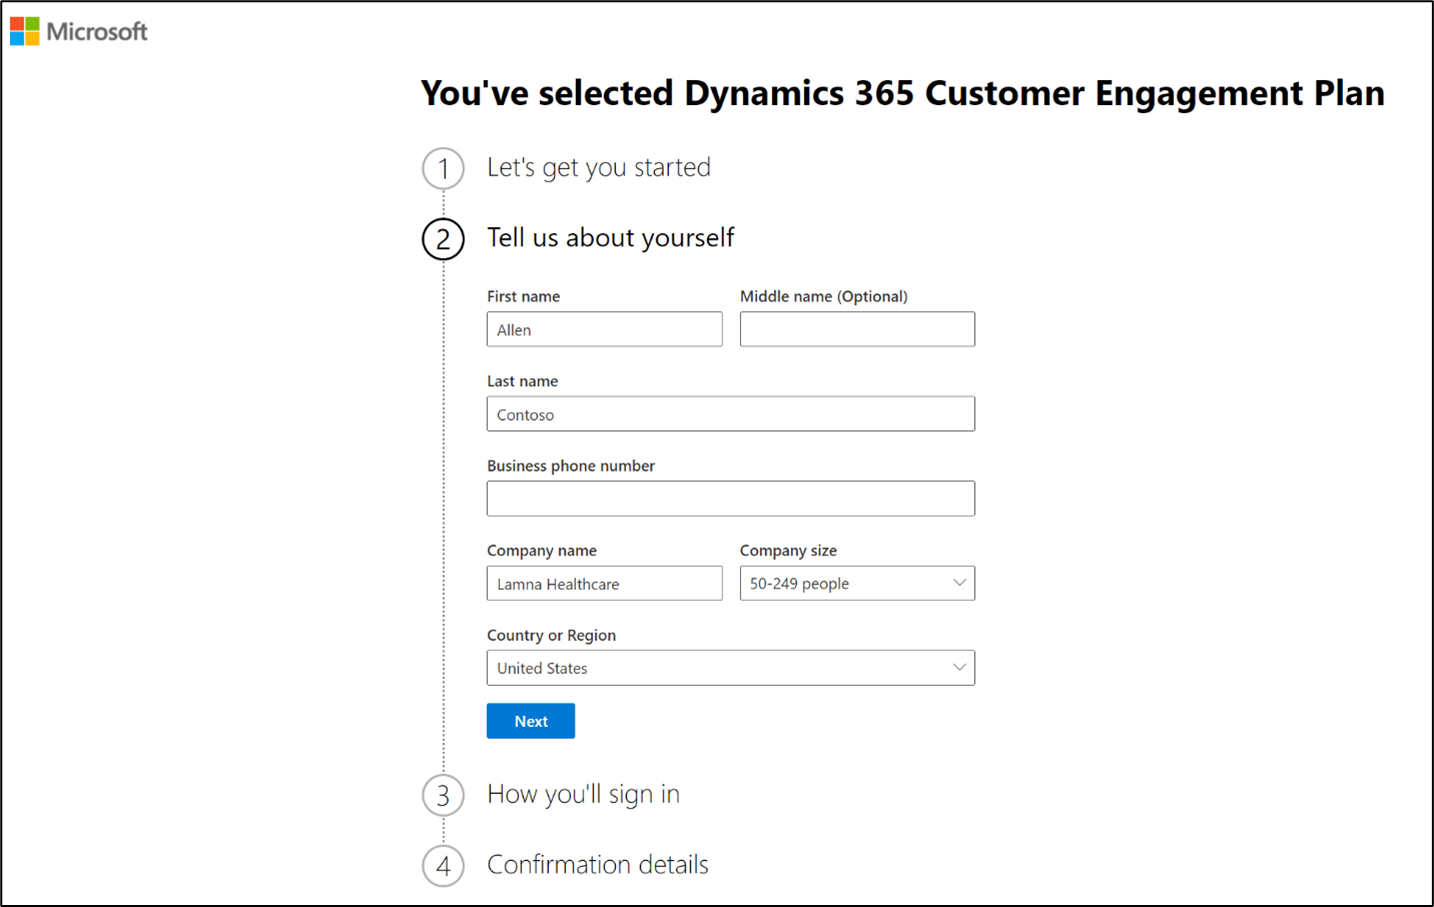 Microsoft
You've selected Dynamics 365 Customer Engagement Plan
1 Let's get you started
2 Tell us about yourself
First name Middle name (Optional)
Allen
Last name
Contoso
Business phone number
Company name Company size
Lamna Healthcare 50-249 people
Country or Region
United States
Next
3 How you'll sign in
4 Confirmation details